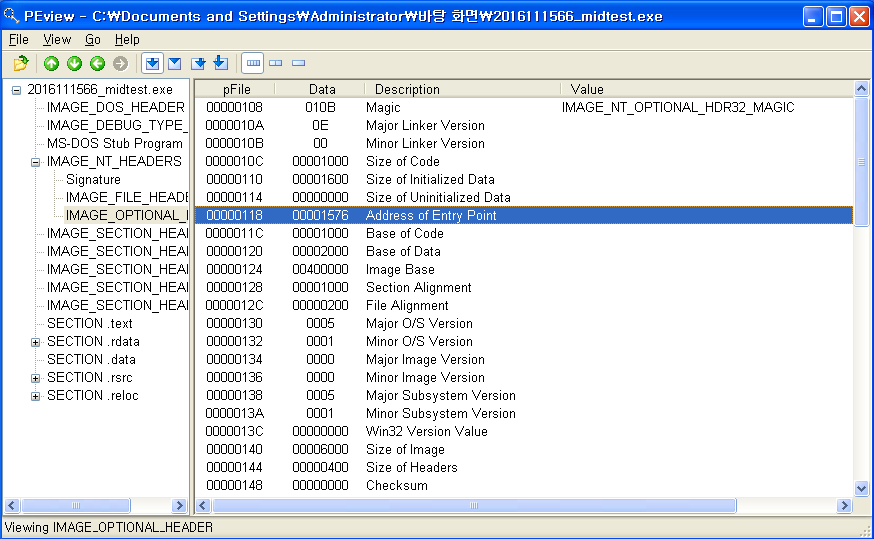 PEview - C:₩Documents and Settings₩Administrator₩바탕 화면₩2016111566_midtest.exe
File View Go Help
2016111566_midtest.exe
IMAGE_DOS_HEADER
IMAGE_DEBUG_TYPE_
MS-DOS Stub Program
IMAGE_NT_HEADERS
Signature
IMAGE_FILE_HEADE
IMAGE_OPTIONAL_H
IMAGE_SECTION_HEAI
IMAGE_SECTION_HEAI
IMAGE_SECTION_HEAI
IMAGE_SECTION_HEAI
IMAGE_SECTION_HEAI
SECTION .text
SECTION .rdata
SECTION .data
SECTION .rsrc
SECTION .reloc
pFile Data Description Value
00000108 010B Magic IMAGE_NT_OPTIONAL_HDR32_MAGIC
0000010A 0E Major Linker Version
0000010B 00 Minor Linker Version
0000010C 00001000 Size of Code
00000110 00001600 Size of Initialized Data
00000114 00000000 Size of Uninitialized Data
00000118 00001576 Address of Entry Point
0000011C 00001000 Base of Code
00000120 00002000 Base of Data
00000124 00400000 Image Base
00000128 00001000 Section Alignment
0000012C 00000200 File Alignment
00000130 0005 Major O/S Version
00000132 0001 Minor O/S Version
00000134 0000 Major Image Version
00000136 0000 Minor Image Version
00000138 0005 Major Subsystem Version
0000013A 0001 Minor Subsystem Version
0000013C 00000000 Win32 Version Value
00000140 00006000 Size of Image
00000144 00000400 Size of Headers
00000148 00000000 Checksum
Viewing IMAGE_OPTIONAL_HEADER